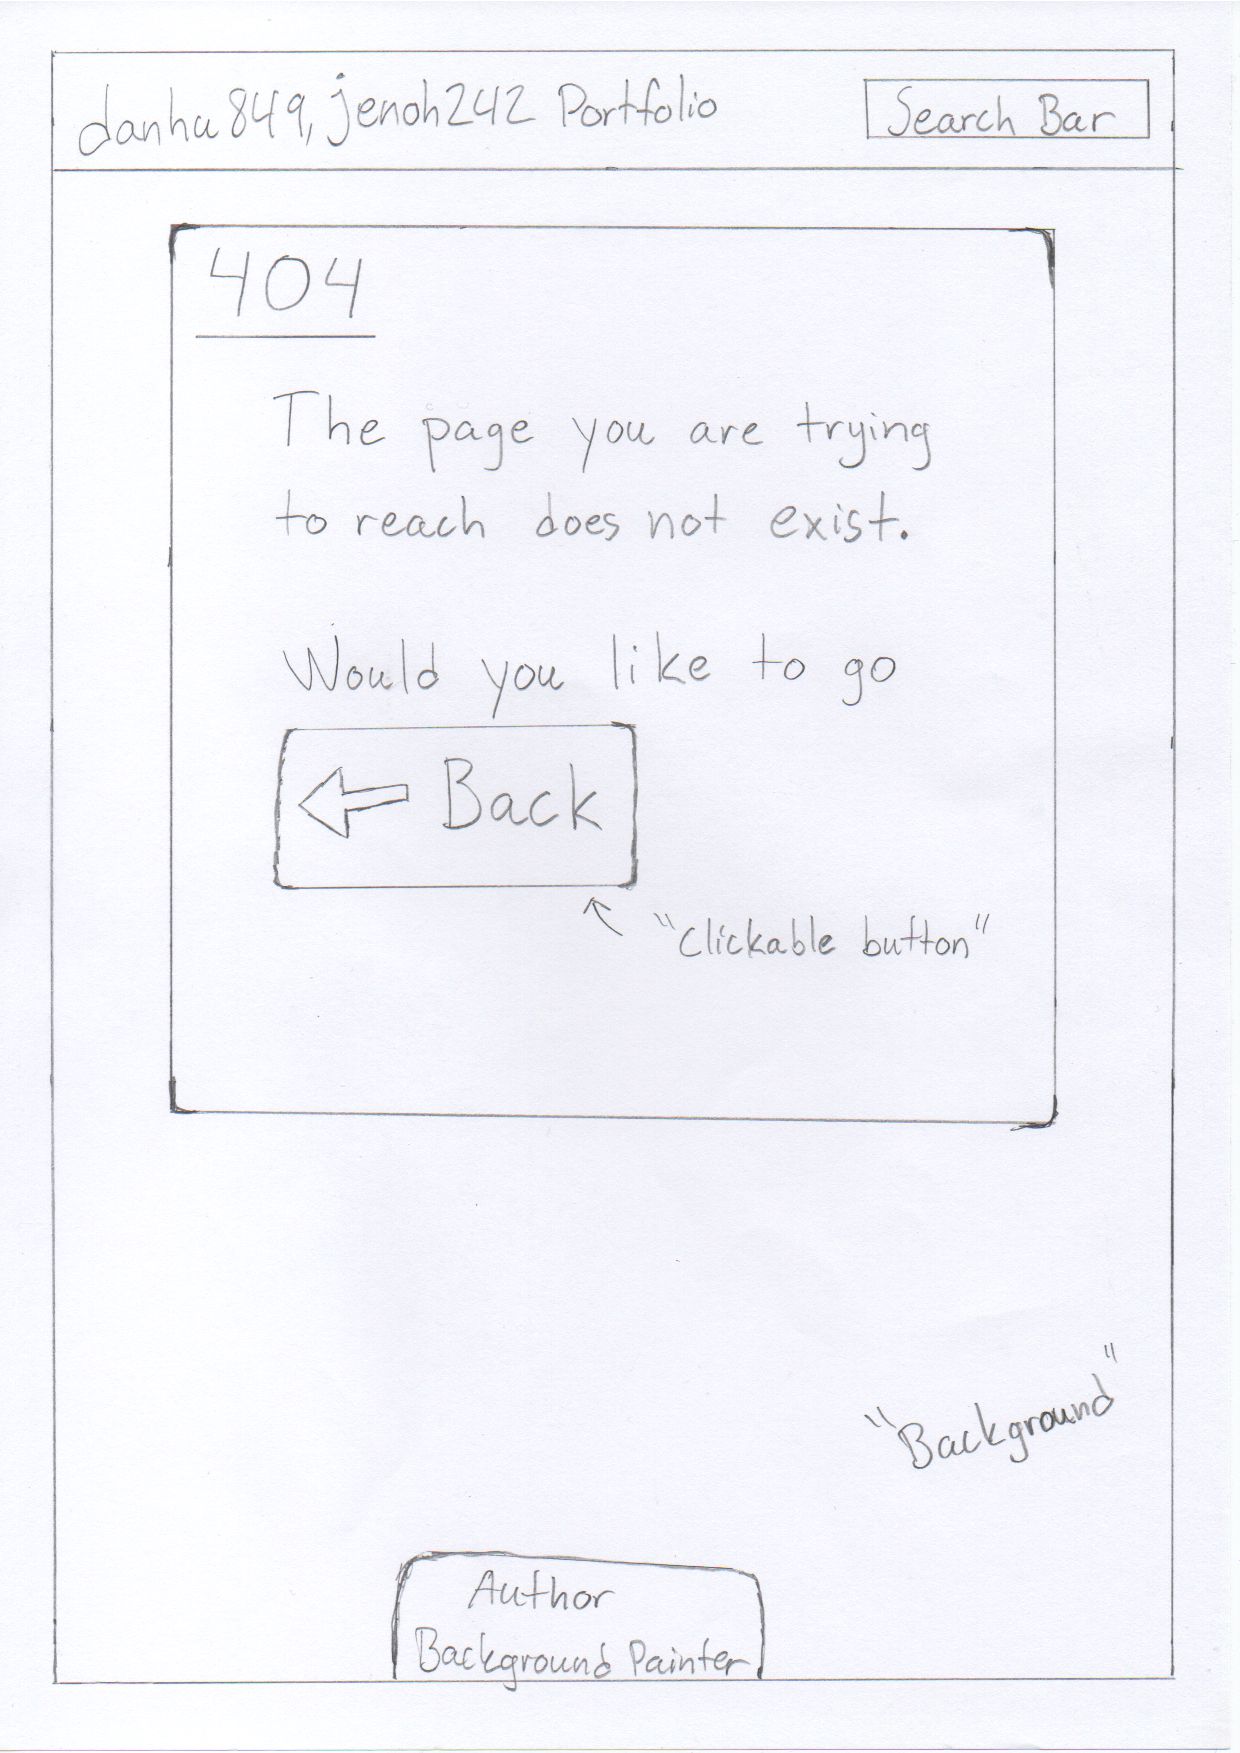 danhu849, jenoh242 Portfolio
Search Bar
404
The page you are trying
to reach does not exist.
Would you like to go
Back
"Clickable button"
"Background"
Author
Background Painter